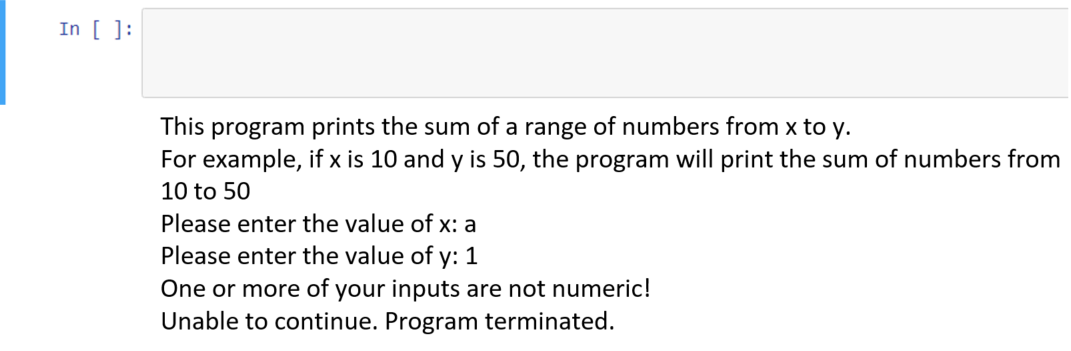 In [ ]:
This program prints the sum of a range of numbers from x to y.
For example, if x is 10 and y is 50, the program will print the sum of numbers from
10 to 50
Please enter the value of x: a
Please enter the value of y: 1
One or more of your inputs are not numeric!
Unable to continue. Program terminated.